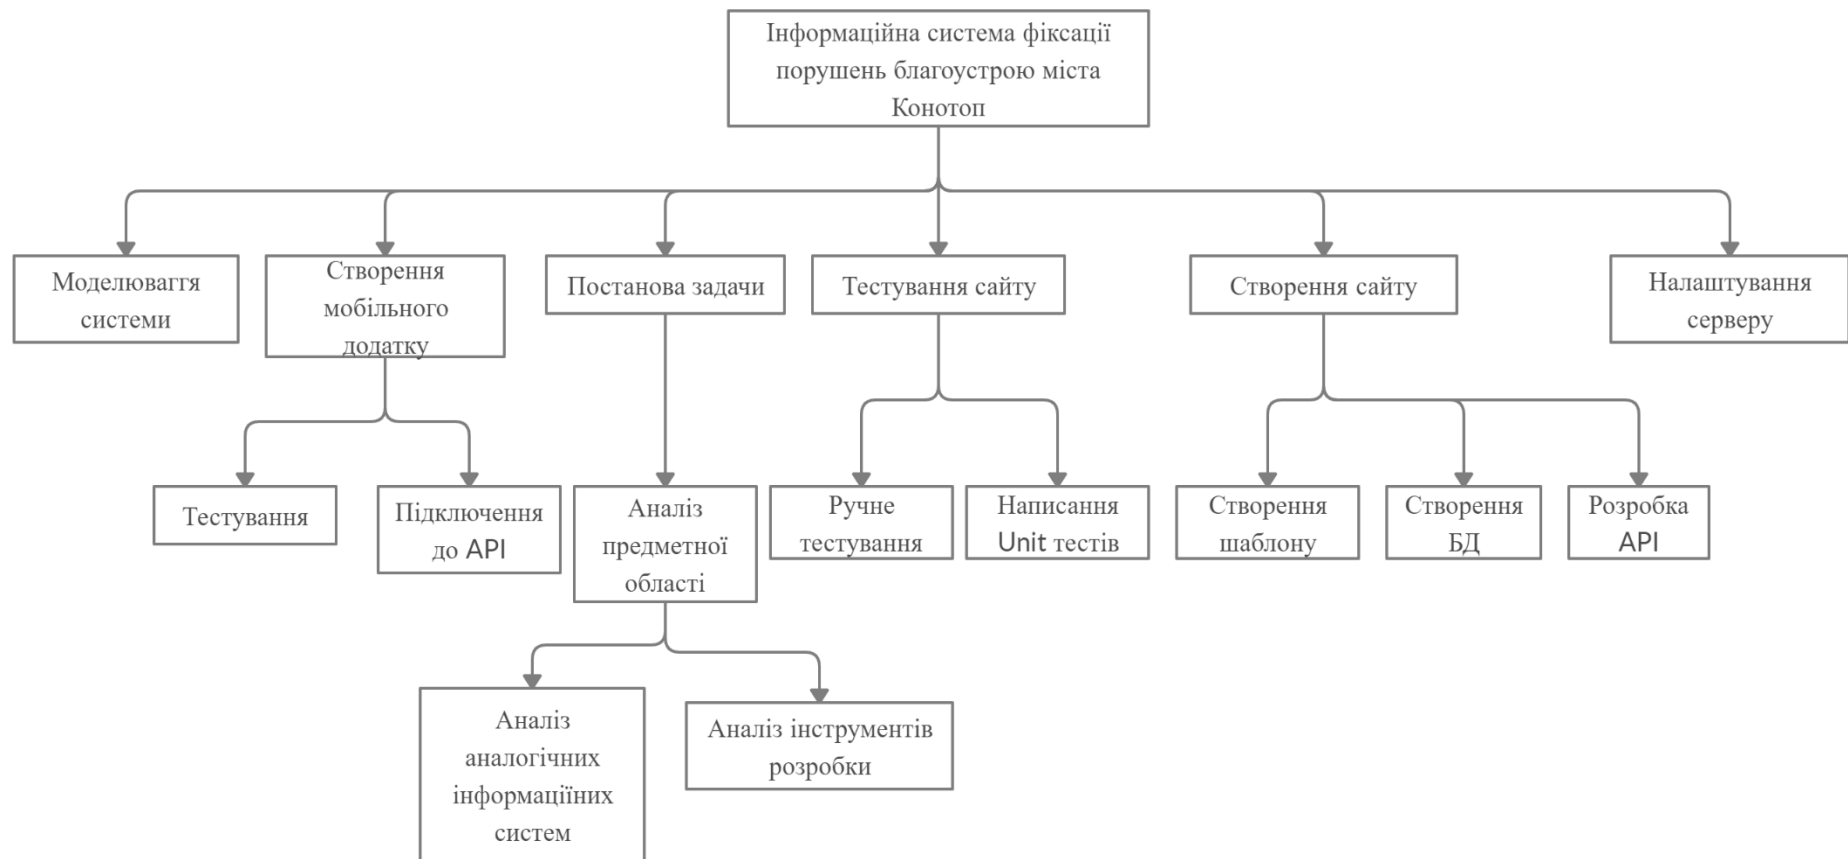 Інформаційна система фіксації
порушень благоустрою міста
Конотоп
Моделюваггя
системи
Створення
мобільного
додатку
Постанова задачи
Тестування сайту
Створення сайту
Налаштування
серверу
Тестування
Підключення
до API
Аналіз
предметної
області
Ручне
тестування
Написання
Unit тестів
Створення
шаблону
Створення
БД
Розробка
API
Аналіз
аналогічних
інформаціїних
систем
Аналіз інструментів
розробки